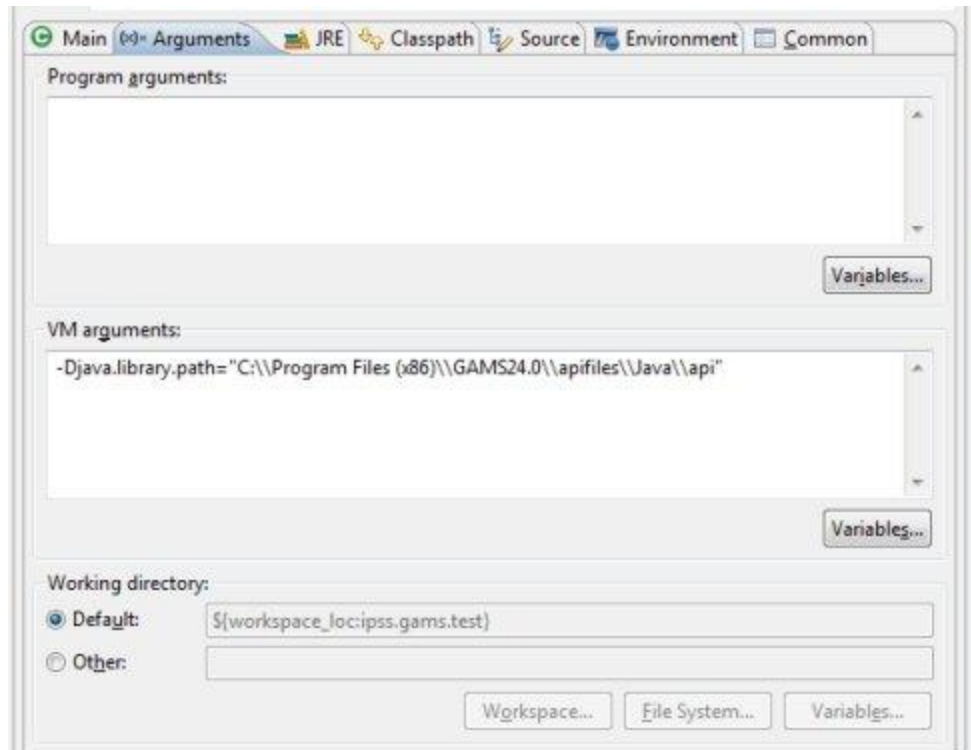 Main (x)= Arguments JRE Classpath Source Environment Common
Program arguments:
Variables...
VM arguments:
-Djava.library.path="C:\\Program Files (x86)\\GAMS24.0\\apifiles\\Java\\api"
Variables...
Working directory:
Default: ${workspace_loc:ipss.gams.test}
Other:
Workspace... File System... Variables...